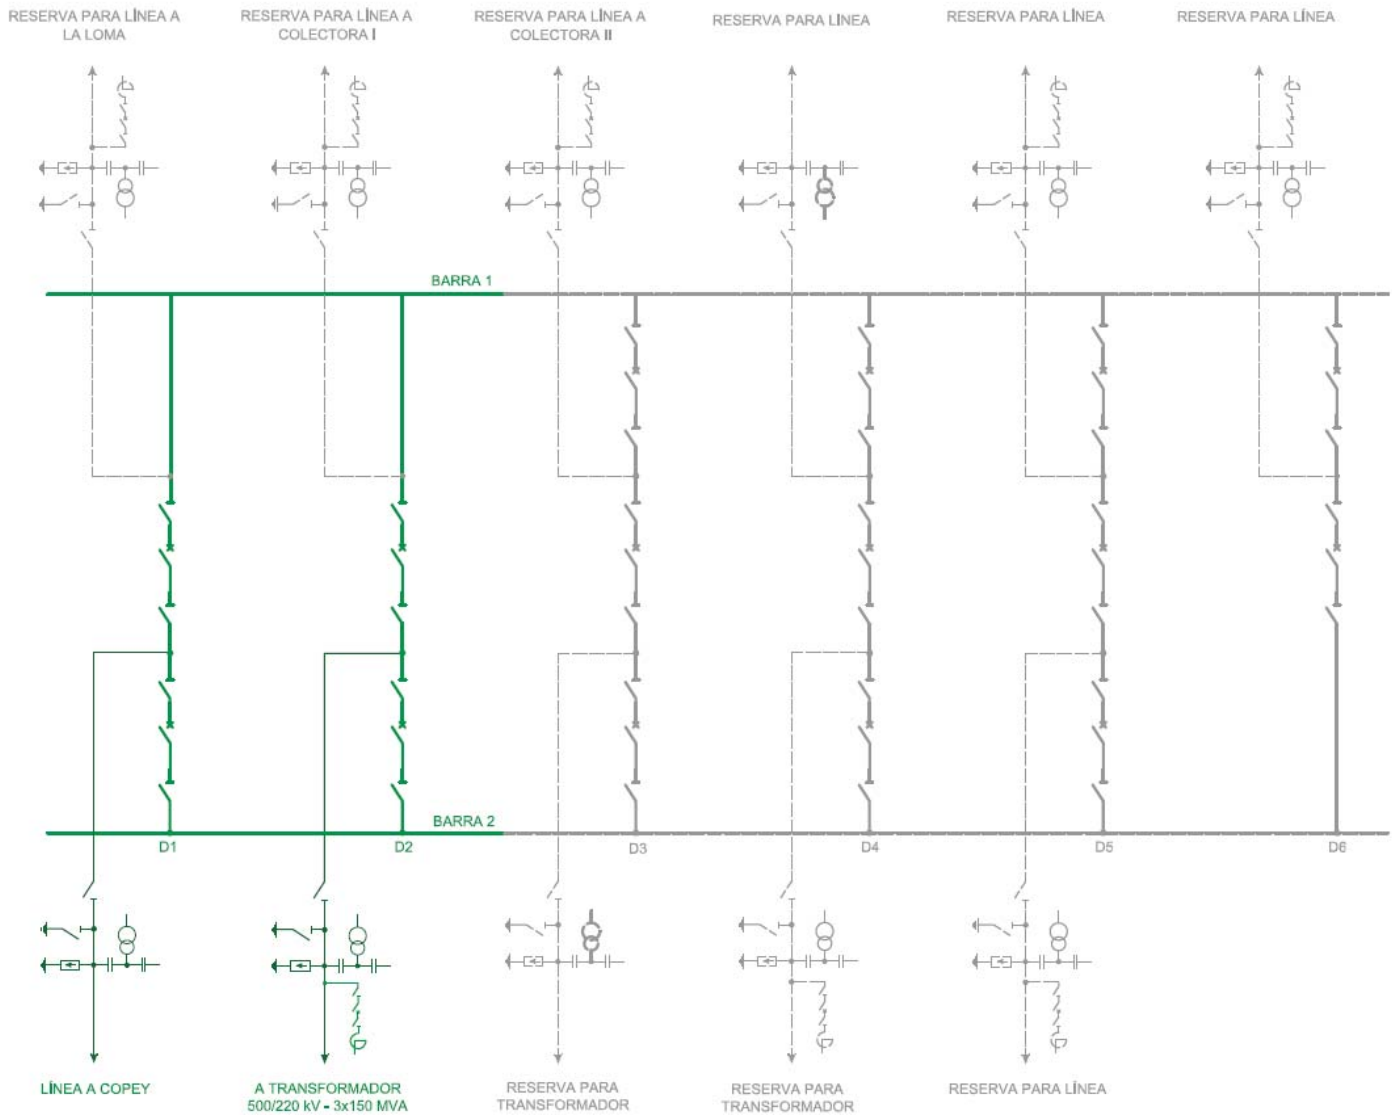 RESERVA PARA LÍNEA A
LA LOMA
RESERVA PARA LÍNEA A
COLECTORA I
RESERVA PARA LÍNEA A
COLECTORA II
RESERVA PARA LÍNEA
RESERVA PARA LÍNEA
RESERVA PARA LÍNEA
BARRA 1
BARRA 2
D1
D2
D3
D4
D5
D6
LÍNEA A COPEY
A TRANSFORMADOR
500/220 kV - 3x150 MVA
RESERVA PARA
TRANSFORMADOR
RESERVA PARA
TRANSFORMADOR
RESERVA PARA LÍNEA